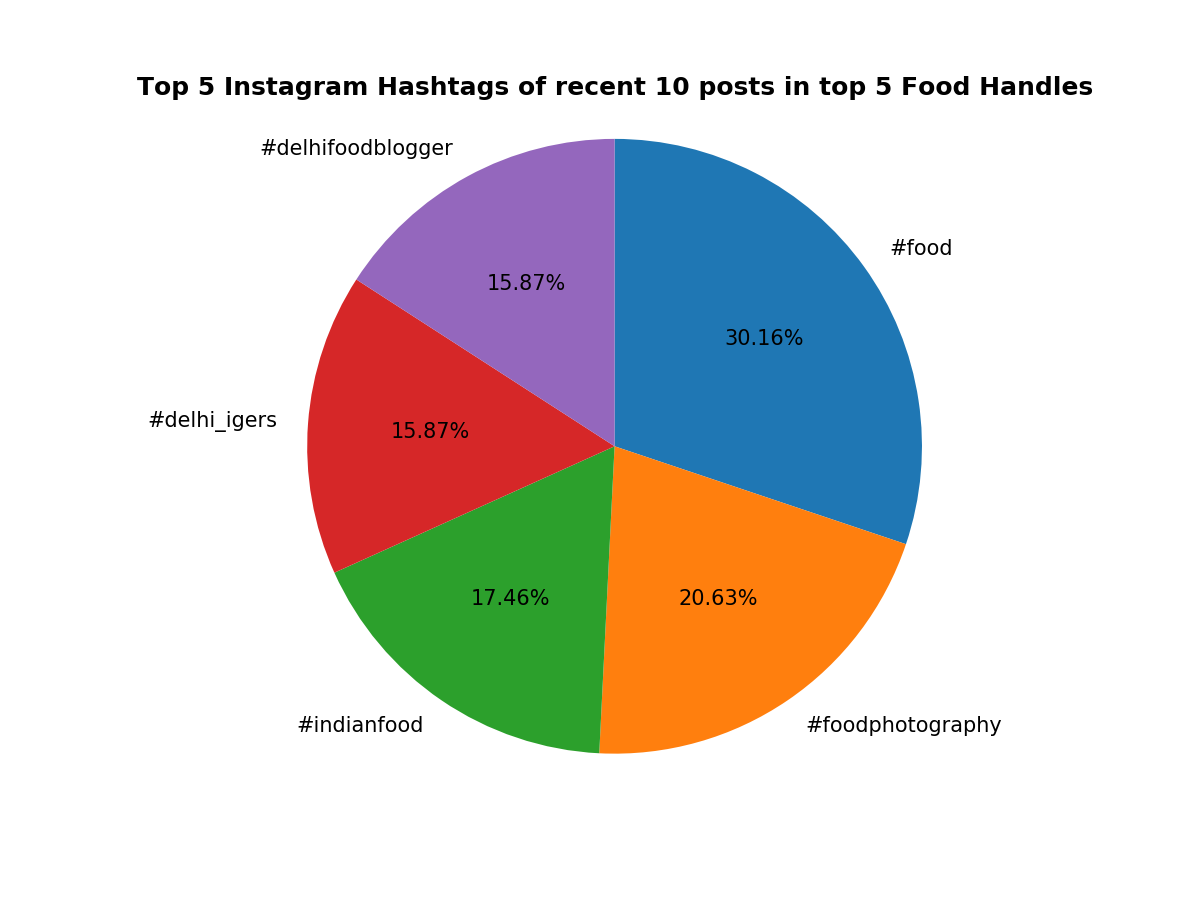 Top 5 Instagram Hashtags of recent 10 posts in top 5 Food Handles
#delhifoodblogger
#food
15.87%
30.16%
#delhi_igers
15.87%
17.46%
20.63%
#indianfood
#foodphotography